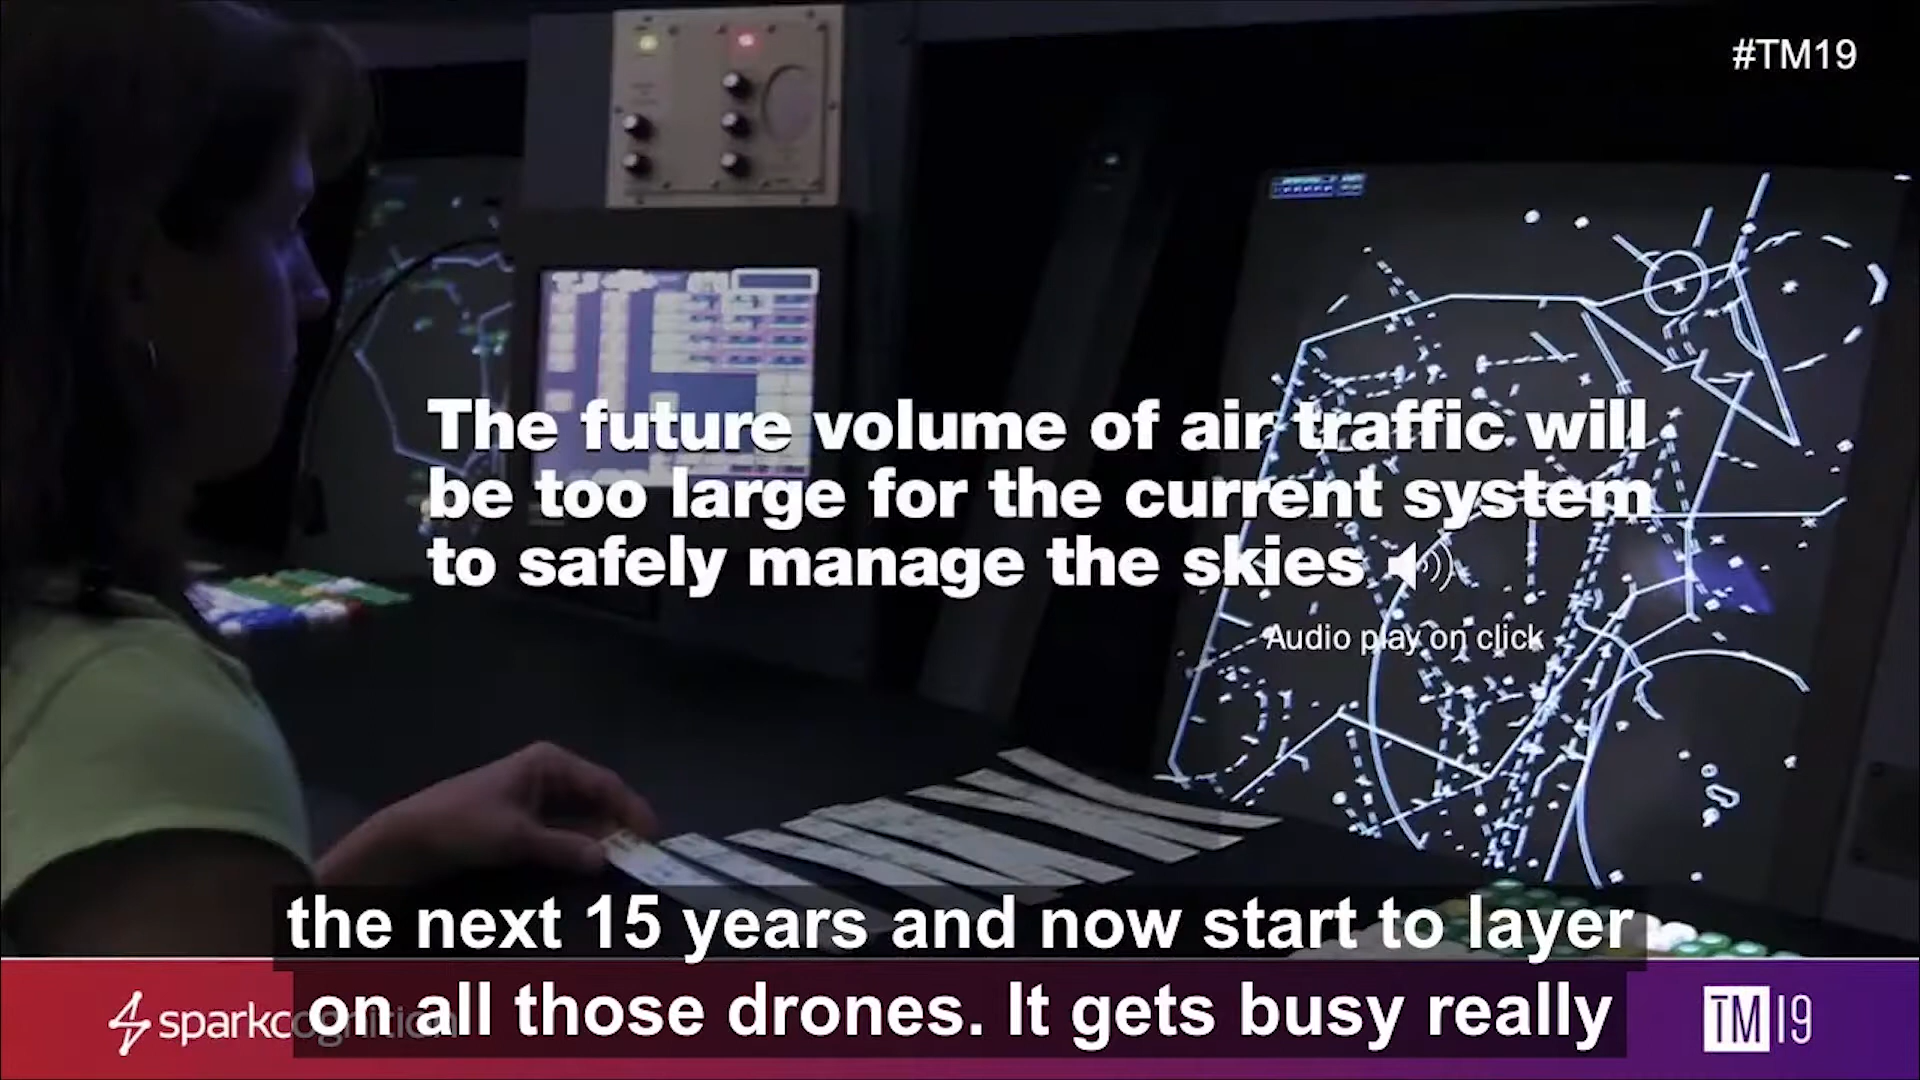 #TM19
The future volume of air traffic will
be too large for the current system
to safely manage the skies
Audio play on click
the next 15 years and now start to layer
on all those drones. It gets busy really
sparkcognition
TM19